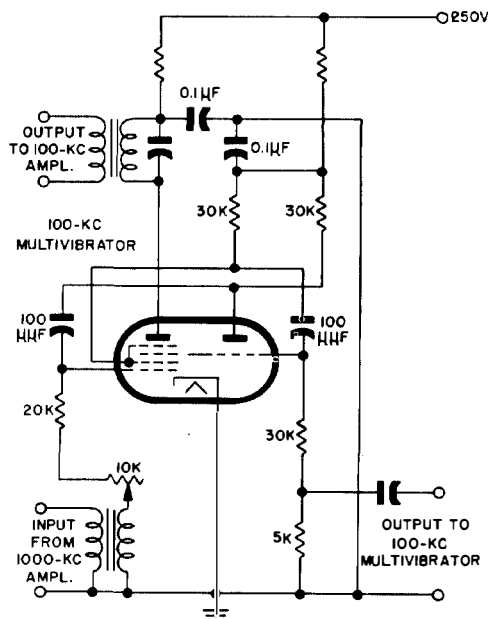 250V
0.1µF
OUTPUT
TO 100-KC
AMPL.
0.1µF
30K
30K
100-KC
MULTIVIBRATOR
100
µµF
100
µµF
20K
30K
10K
INPUT
FROM
1000-KC
AMPL.
5K
OUTPUT TO
100-KC
MULTIVIBRATOR